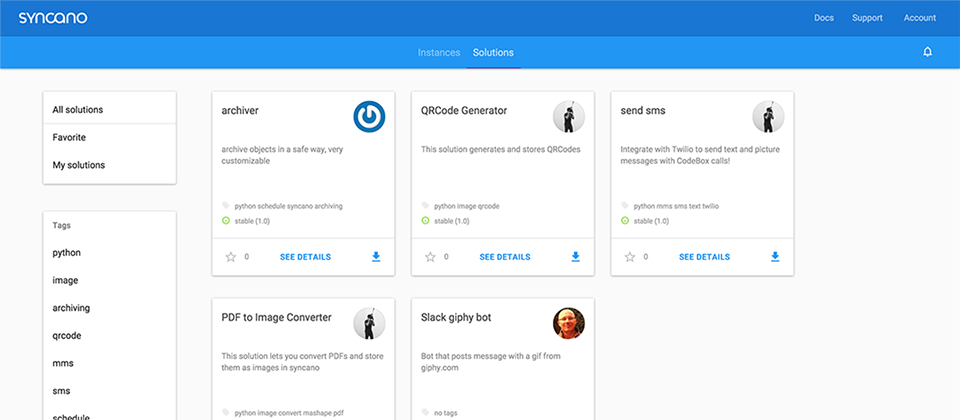 syncano
Docs
Support
Account
Instances
Solutions
All solutions
Favorite
My solutions
Tags
python
image
archiving
qrcode
mms
sms
schedule
archiver
archive objects in a safe way, very
customizable
python schedule syncano archiving
stable (1.0)
0
SEE DETAILS
QRCode Generator
This solution generates and stores QRCodes
python image qrcode
stable (1.0)
0
SEE DETAILS
send sms
Integrate with Twilio to send text and picture
messages with CodeBox calls!
python mms sms text twilio
stable (1.0)
0
SEE DETAILS
PDF to Image Converter
This solution lets you convert PDFs and store
them as images in syncano
python image convert mashape pdf
Slack giphy bot
Bot that posts message with a gif from
giphy.com
no tags